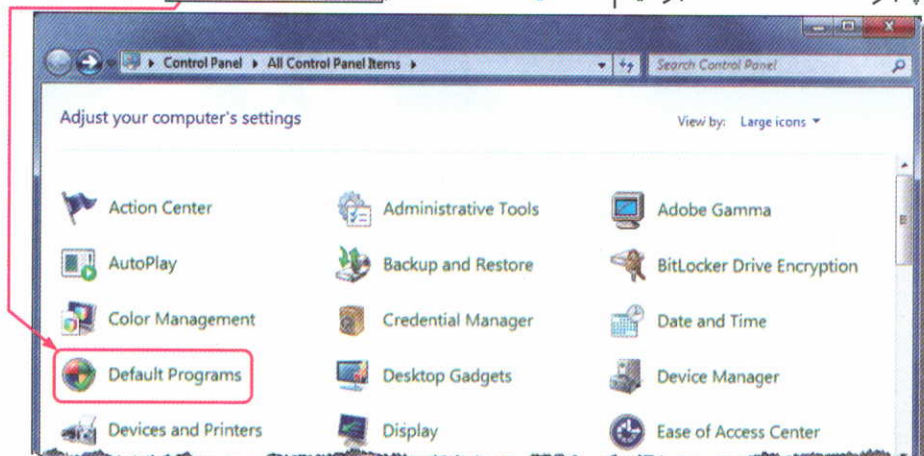 Control Panel ▸ All Control Panel Items ▸ Search Control Panel
Adjust your computer's settings View by: Large icons
Action Center Administrative Tools Adobe Gamma
AutoPlay Backup and Restore BitLocker Drive Encryption
Color Management Credential Manager Date and Time
Default Programs Desktop Gadgets Device Manager
Devices and Printers Display Ease of Access Center